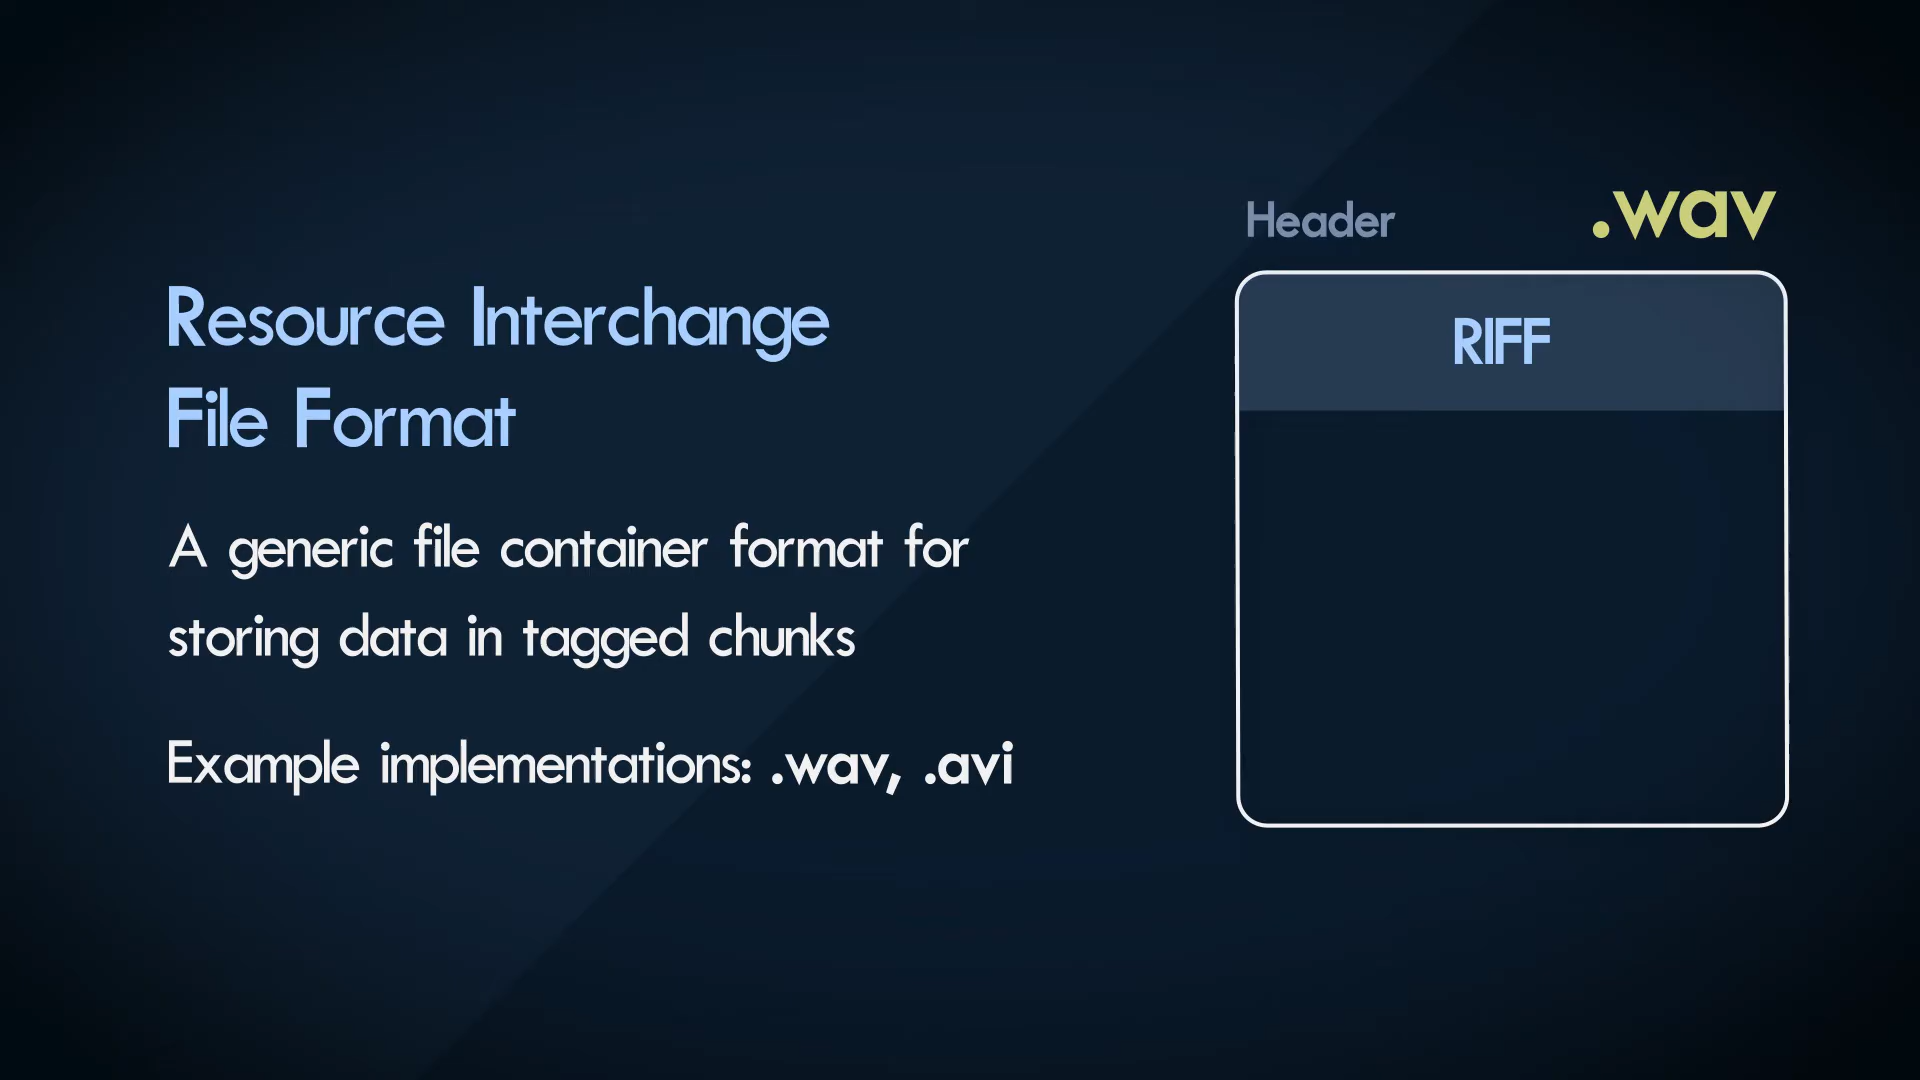 Resource Interchange
File Format
A generic file container format for
storing data in tagged chunks
Example implementations: .wav, .avi
Header
.wav
RIFF